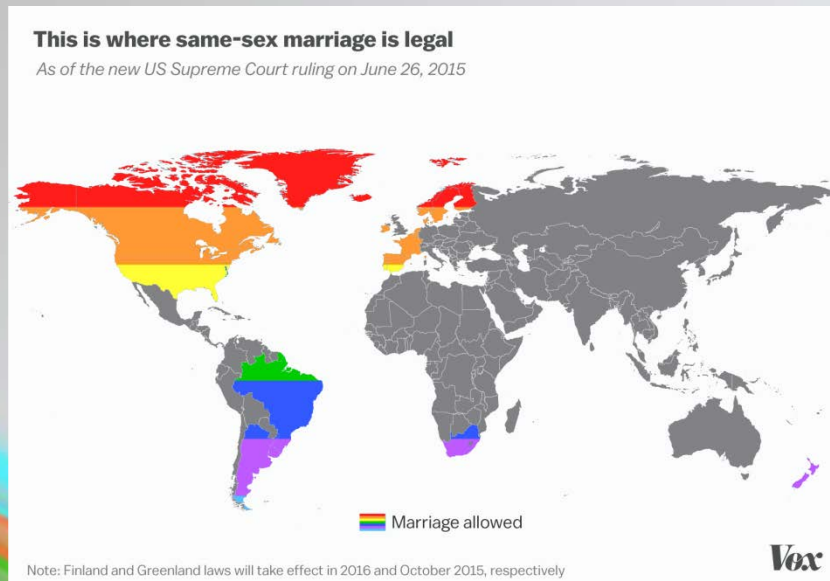 This is where same-sex marriage is legal
As of the new US Supreme Court ruling on June 26, 2015
Marriage allowed
Note: Finland and Greenland laws will take effect in 2016 and October 2015, respectively
Vox